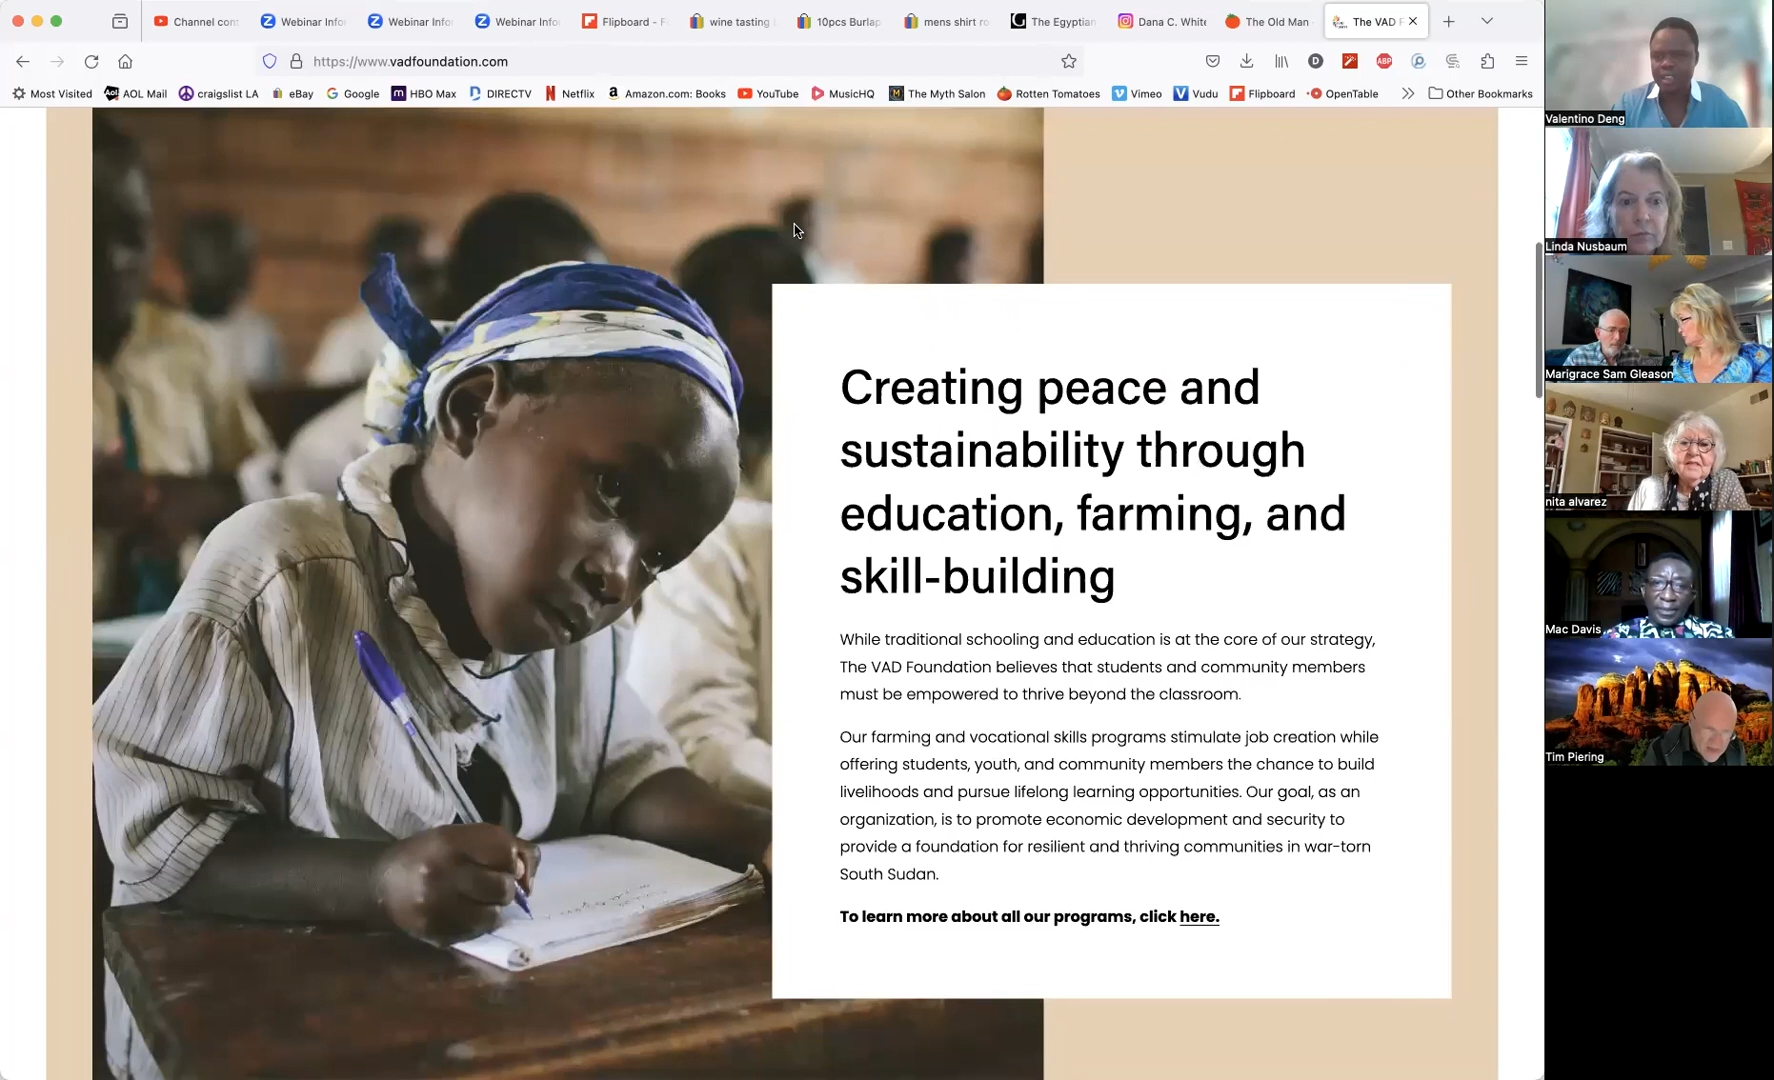 Channel cont
Webinar Infor
Webinar Infor
Webinar Infor
Flipboard - F
wine tasting
10pcs Burlap
mens shirt ro
The Egyptian
Dana C. White
The Old Man
The VAD F
https://www.vadfoundation.com
Most Visited
Aol.
AOL Mail
craigslist LA
eBay
Google
HBO Max
DIRECTV
Netflix
Amazon.com: Books
YouTube
MusicHQ
The Myth Salon
Rotten Tomatoes
Vimeo
Vudu
Flipboard
OpenTable
Other Bookmarks
ABP
Creating peace and
sustainability through
education, farming, and
skill-building
While traditional schooling and education is at the core of our strategy,
The VAD Foundation believes that students and community members
must be empowered to thrive beyond the classroom.
Our farming and vocational skills programs stimulate job creation while
offering students, youth, and community members the chance to build
livelihoods and pursue lifelong learning opportunities. Our goal, as an
organization, is to promote economic development and security to
provide a foundation for resilient and thriving communities in war-torn
South Sudan.
To learn more about all our programs, click here.
Valentino Deng
Linda Nusbaum
Marigrace Sam Gleason
nita alvarez
Mac Davis
Tim Piering